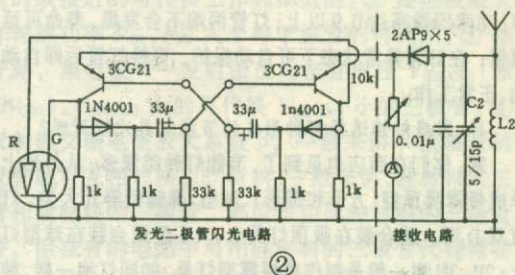 2AP9×5
3CG21
3CG21
10k
1N4001
33μ
33μ
1n4001
R
G
0.01μ
C2
5/15p
L2
1k
1k
33k
33k
1k
1k
发光二极管闪光电路
接收电路
②